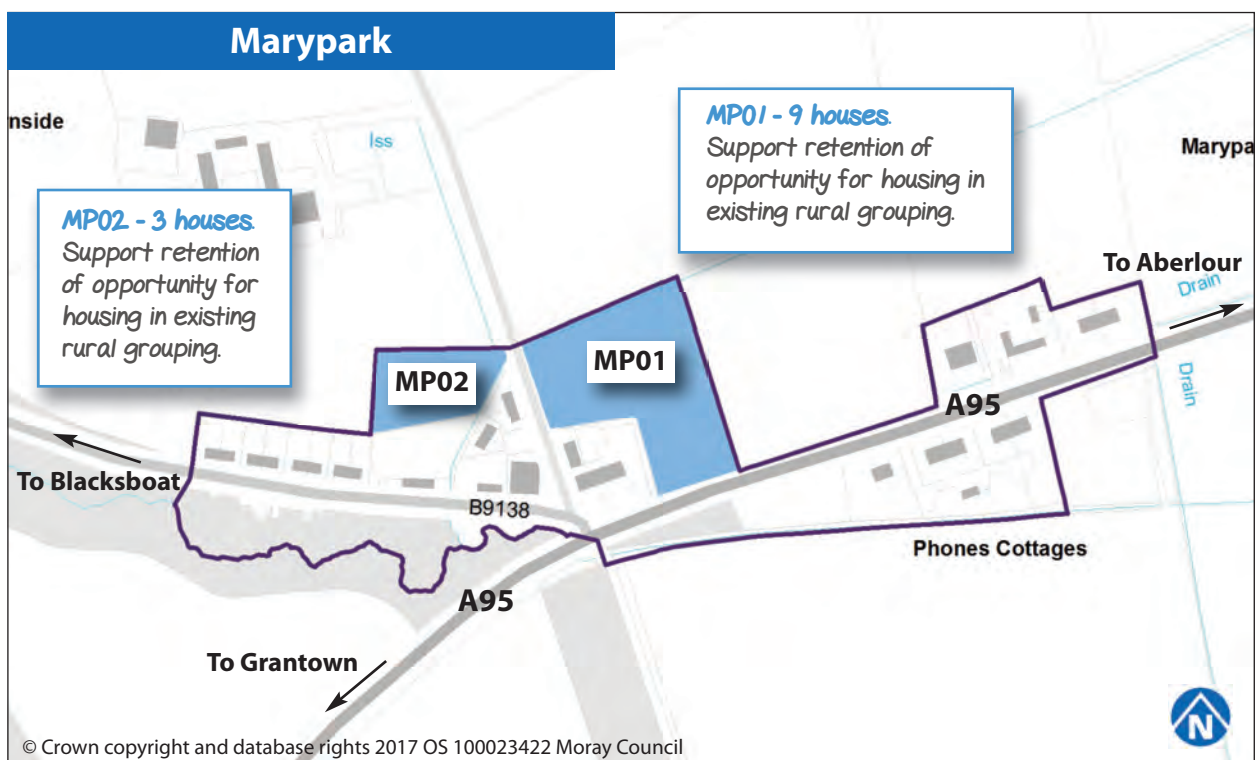 Marypark
nside
Iss
MP01 - 9 houses.
Support retention of
opportunity for housing in
existing rural grouping.
Marypa
MP02 - 3 houses.
Support retention
of opportunity for
housing in existing
rural grouping.
To Aberlour
Drain
MP02
MP01
Drain
A95
To Blacksboat
B9138
Phones Cottages
A95
To Grantown
N
© Crown copyright and database rights 2017 OS 100023422 Moray Council